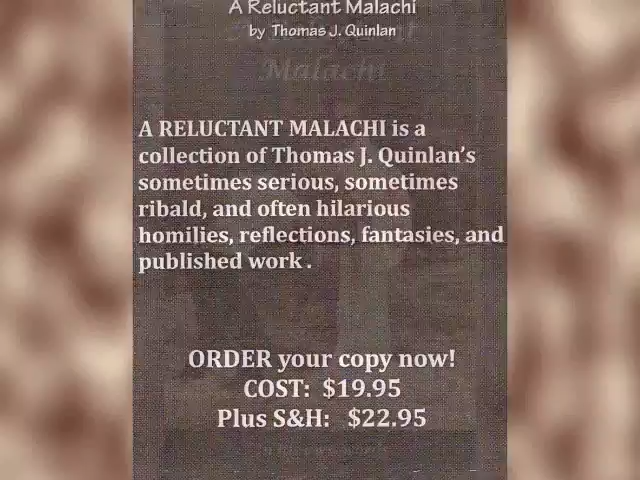 A Reluctant Malachi
by Thomas J. Quinlan
Malachi
A RELUCTANT MALACHI is a
collection of Thomas J. Quinlan's
sometimes serious, sometimes
ribald, and often hilarious
homilies, reflections, fantasies, and
published work .
ORDER your copy now!
COST: $19.95
Plus S&H: $22.95